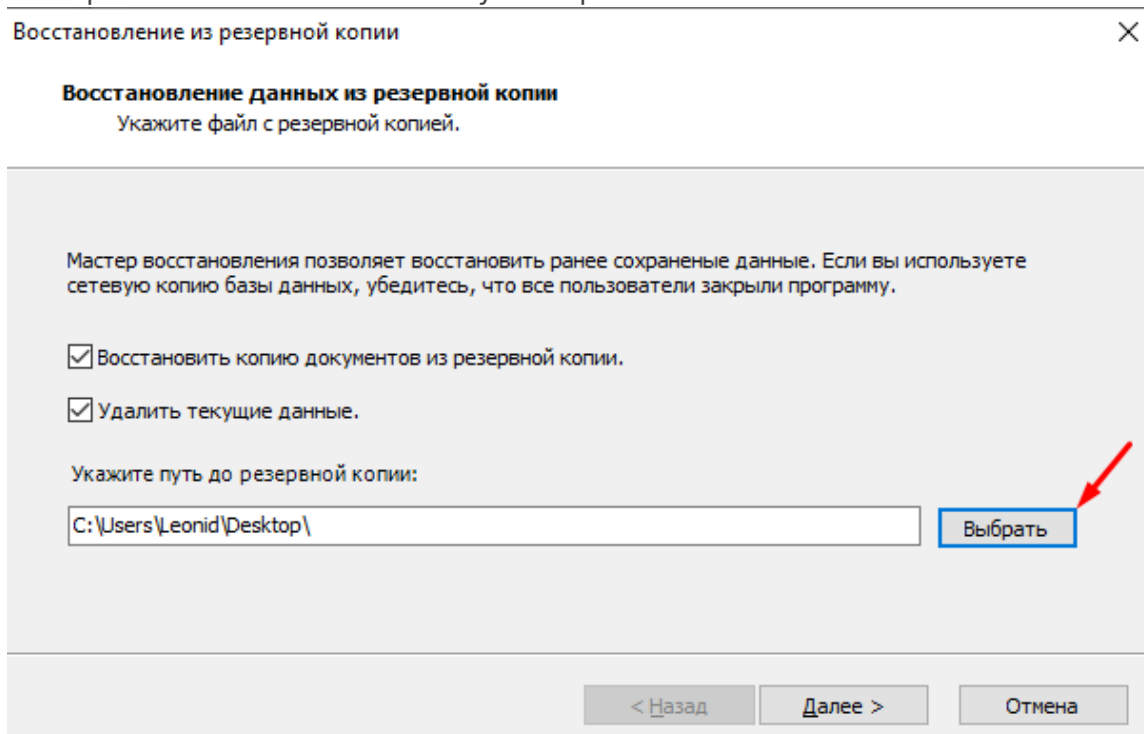 Восстановление из резервной копии
Восстановление данных из резервной копии
Укажите файл с резервной копией.
Мастер восстановления позволяет восстановить ранее сохраненые данные. Если вы используете
сетевую копию базы данных, убедитесь, что все пользователи закрыли программу.
Восстановить копию документов из резервной копии.
Удалить текущие данные.
Укажите путь до резервной копии:
C:\Users\Leonid\Desktop\
Выбрать
< Назад
Далее >
Отмена